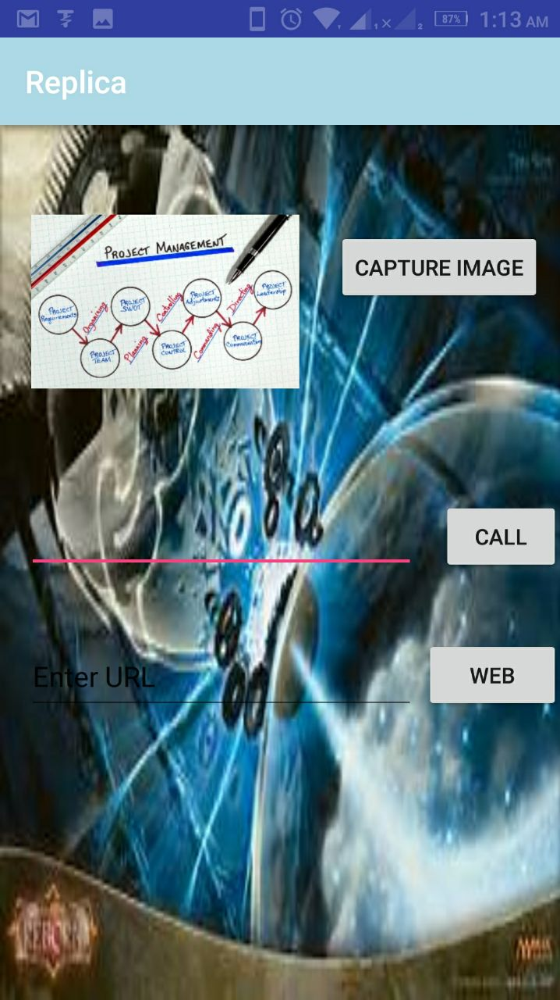 87% 1:13 AM
Replica
PROJECT MANAGEMENT
CAPTURE IMAGE
PROJECT Requirements
Organising
PROJECT SWOT
Controlling
PROJECT Adjustments
Directing
PROJECT Leadership
PROJECT TEAM
Planning
PROJECT CONTROL
Commanding
PROJECT Communication
CALL
Enter URL
WEB